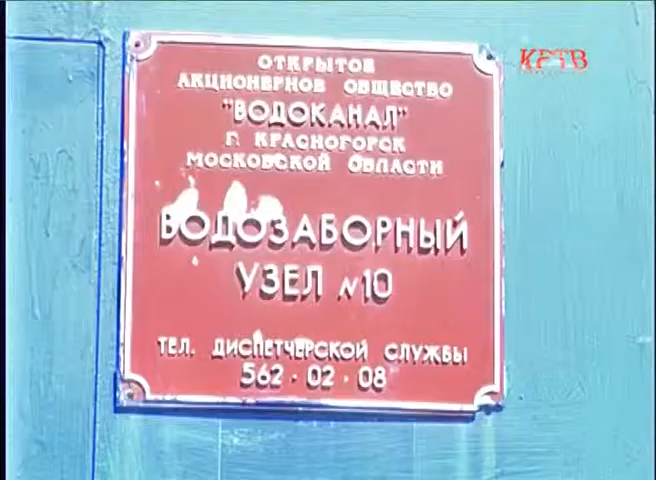 КРТВ
ОТКРЫТОЕ
АКЦИОНЕРНОЕ ОБЩЕСТВО
"ВОДОКАНАЛ"
Г. КРАСНОГОРСК
МОСКОВСКОЙ ОБЛАСТИ
ВОДОЗАБОРНЫЙ
УЗЕЛ №10
ТЕЛ. ДИСПЕТЧЕРСКОЙ СЛУЖБЫ
562·02·08